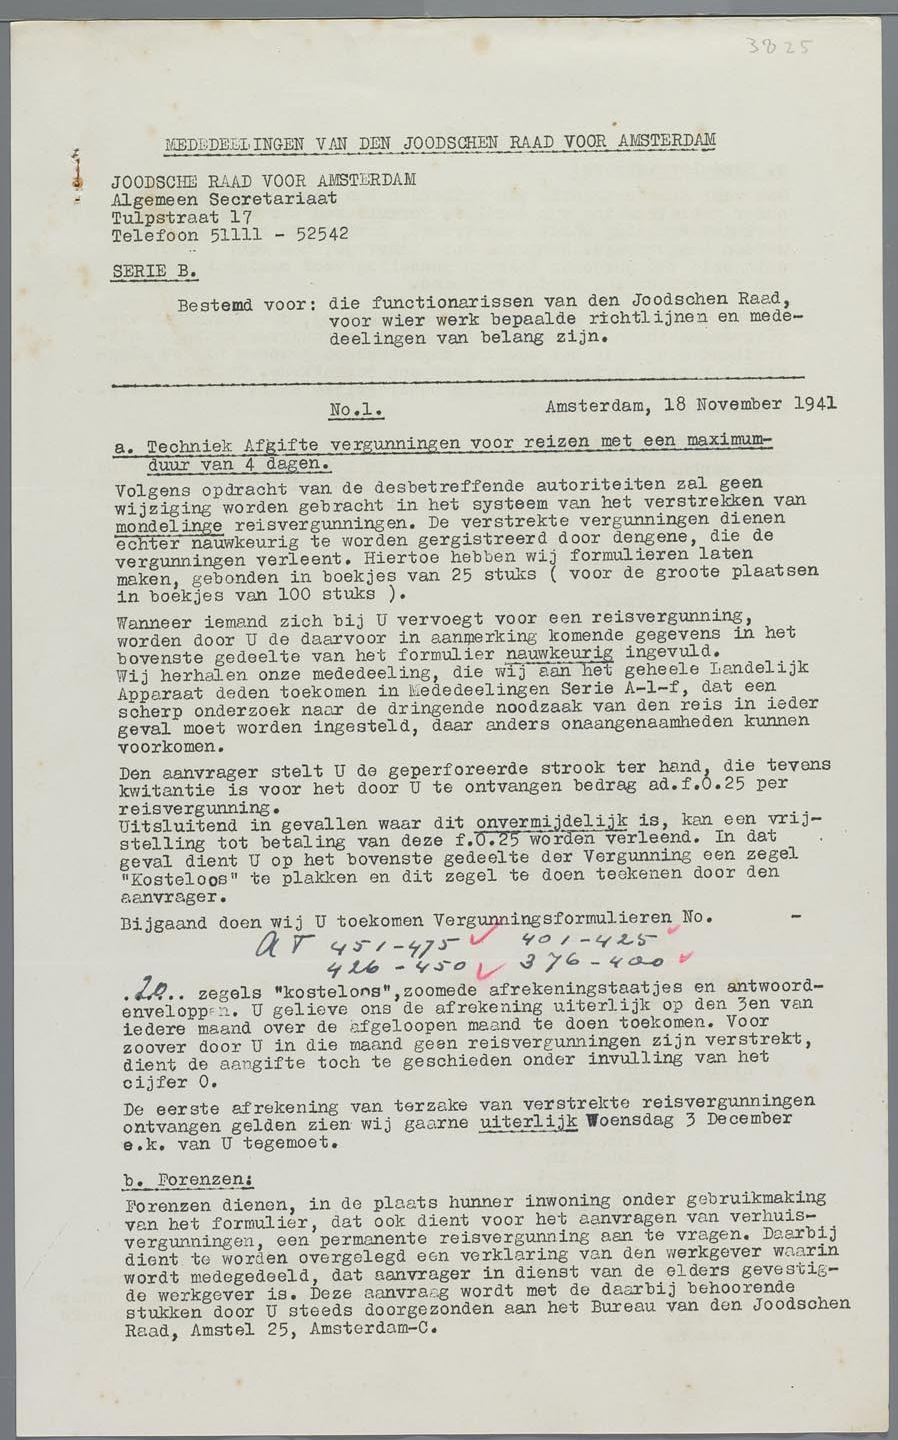 3825
MEDEDEELINGEN VAN DEN JOODSCHEN RAAD VOOR AMSTERDAM
JOODSCHE RAAD VOOR AMSTERDAM
Algemeen Secretariaat
Tulpstraat 17
Telefoon 51111 - 52542
SERIE B.
Bestemd voor: die functionarissen van den Joodschen Raad,
voor wier werk bepaalde richtlijnen en mede-
deelingen van belang zijn.
No.1. Amsterdam, 18 November 1941
a. Techniek Afgifte vergunningen voor reizen met een maximum-
duur van 4 dagen.
Volgens opdracht van de desbetreffende autoriteiten zal geen
wijziging worden gebracht in het systeem van het verstrekken van
mondelinge reisvergunningen. De verstrekte vergunningen dienen
echter nauwkeurig te worden gergistreerd door dengene, die de
vergunningen verleent. Hiertoe hebben wij formulieren laten
maken, gebonden in boekjes van 25 stuks ( voor de groote plaatsen
in boekjes van 100 stuks ).
Wanneer iemand zich bij U vervoegt voor een reisvergunning,
worden door U de daarvoor in aanmerking komende gegevens in het
bovenste gedeelte van het formulier nauwkeurig ingevuld.
Wij herhalen onze mededeeling, die wij aan het geheele Landelijk
Apparaat deden toekomen in Mededeelingen Serie A-1-f, dat een
scherp onderzoek naar de dringende noodzaak van den reis in ieder
geval moet worden ingesteld, daar anders onaangenaamheden kunnen
voorkomen.
Den aanvrager stelt U de geperforeerde strook ter hand, die tevens
kwitantie is voor het door U te ontvangen bedrag ad.f.0.25 per
reisvergunning.
Uitsluitend in gevallen waar dit onvermijdelijk is, kan een vrij-
stelling tot betaling van deze f.0.25 worden verleend. In dat
geval dient U op het bovenste gedeelte der Vergunning een zegel
"Kosteloos" te plakken en dit zegel te doen teekenen door den
aanvrager.
Bijgaand doen wij U toekomen Vergunningsformulieren No. -
AT 451-475 ✓ 401-425 ✓
426-450 ✓ 376-400 ✓
.20.. zegels "kosteloos",zoomede afrekeningstaatjes en antwoord-
enveloppen. U gelieve ons de afrekening uiterlijk op den 3en van
iedere maand over de afgeloopen maand te doen toekomen. Voor
zoover door U in die maand geen reisvergunningen zijn verstrekt,
dient de aangifte toch te geschieden onder invulling van het
cijfer 0.
De eerste afrekening van terzake van verstrekte reisvergunningen
ontvangen gelden zien wij gaarne uiterlijk Woensdag 3 December
e.k. van U tegemoet.
b. Forenzen:
Forenzen dienen, in de plaats hunner inwoning onder gebruikmaking
van het formulier, dat ook dient voor het aanvragen van verhuis-
vergunningen, een permanente reisvergunning aan te vragen. Daarbij
dient te worden overgelegd een verklaring van den werkgever waarin
wordt medegedeeld, dat aanvrager in dienst van de elders gevestig-
de werkgever is. Deze aanvraag wordt met de daarbij behoorende
stukken door U steeds doorgezonden aan het Bureau van den Joodschen
Raad, Amstel 25, Amsterdam-C.